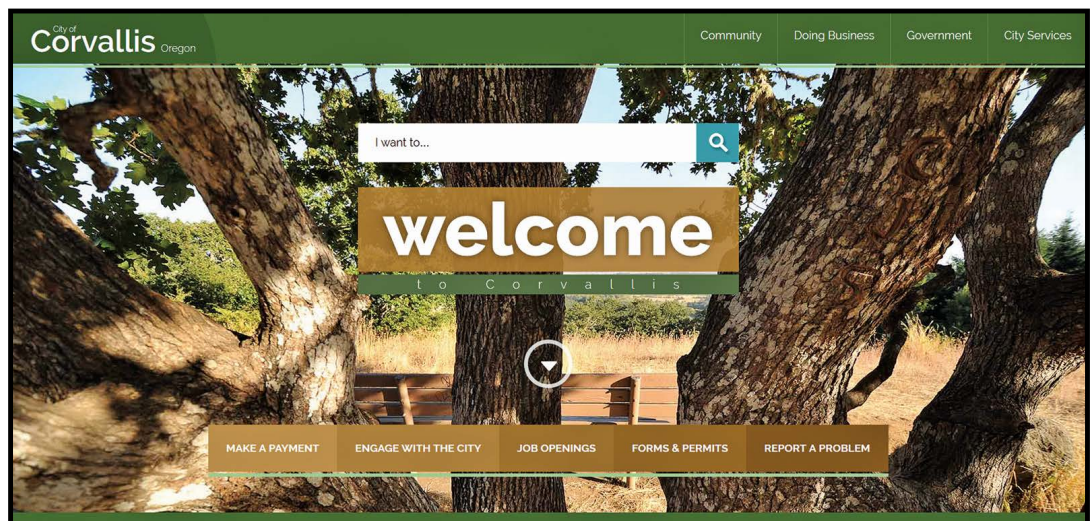 City of
Corvallis Oregon
Community Doing Business Government City Services
I want to...
welcome
to Corvallis
MAKE A PAYMENT ENGAGE WITH THE CITY JOB OPENINGS FORMS & PERMITS REPORT A PROBLEM